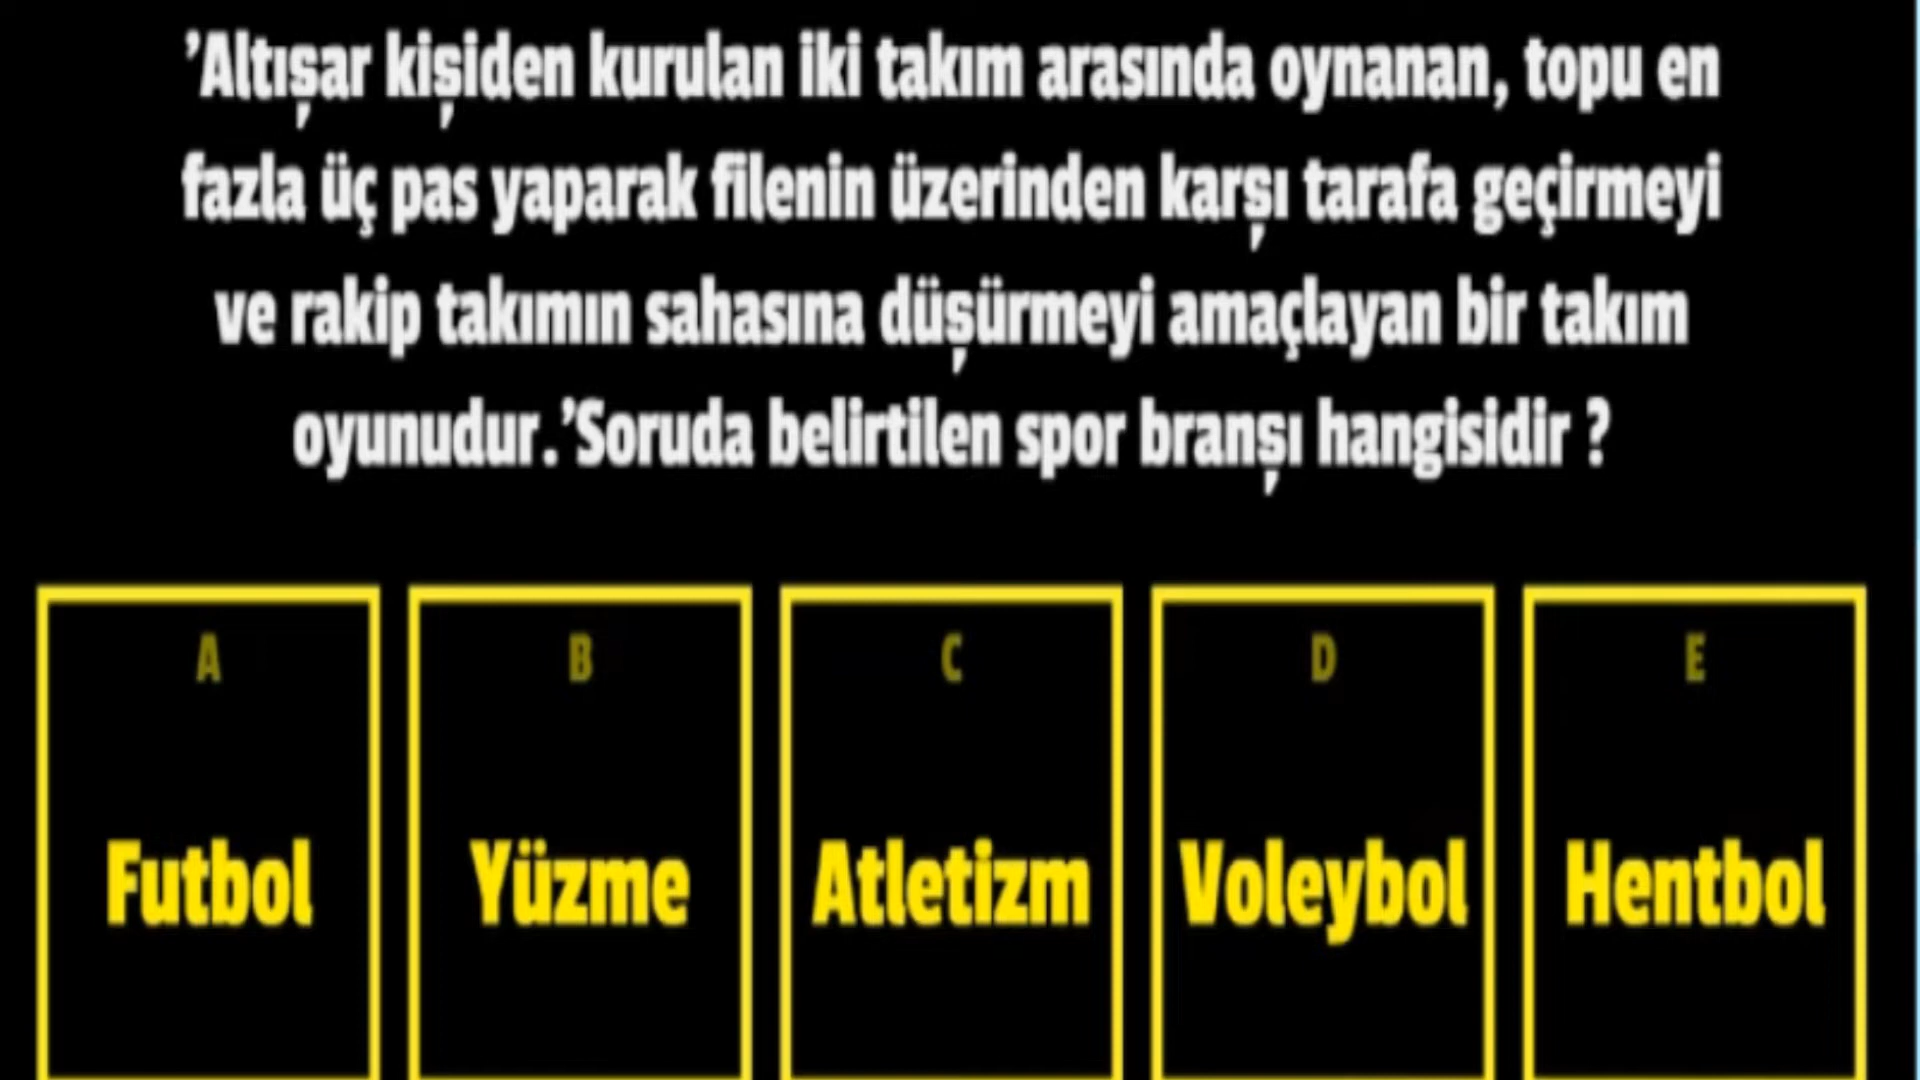 ’Altışar kişiden kurulan iki takım arasında oynanan, topu en
fazla üç pas yaparak filenin üzerinden karşı tarafa geçirmeyi
ve rakip takımın sahasına düşürmeyi amaçlayan bir takım
oyunudur.’Soruda belirtilen spor branşı hangisidir ?
A
Futbol
B
Yüzme
C
Atletizm
D
Voleybol
E
Hentbol